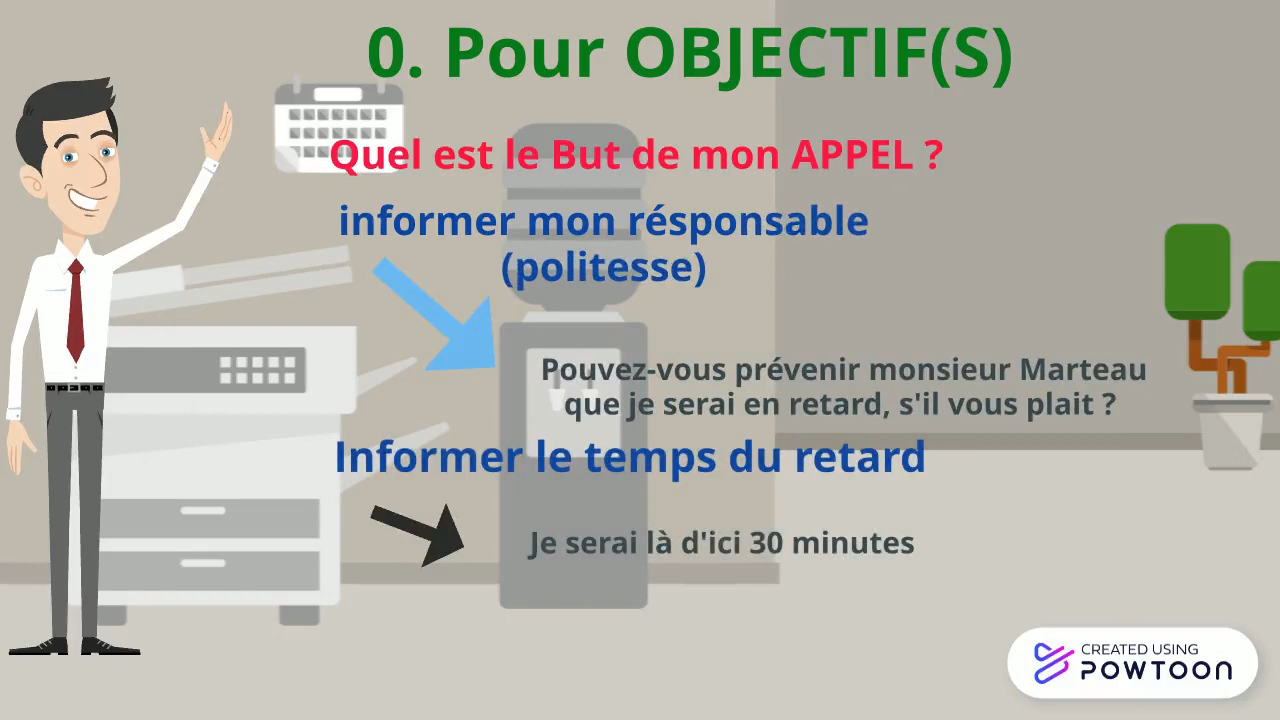 0. Pour OBJECTIF(S)
Quel est le But de mon APPEL ?
informer mon résponsable
(politesse)
Pouvez-vous prévenir monsieur Marteau
que je serai en retard, s'il vous plait ?
Informer le temps du retard
Je serai là d'ici 30 minutes
CREATED USING
POWTOON